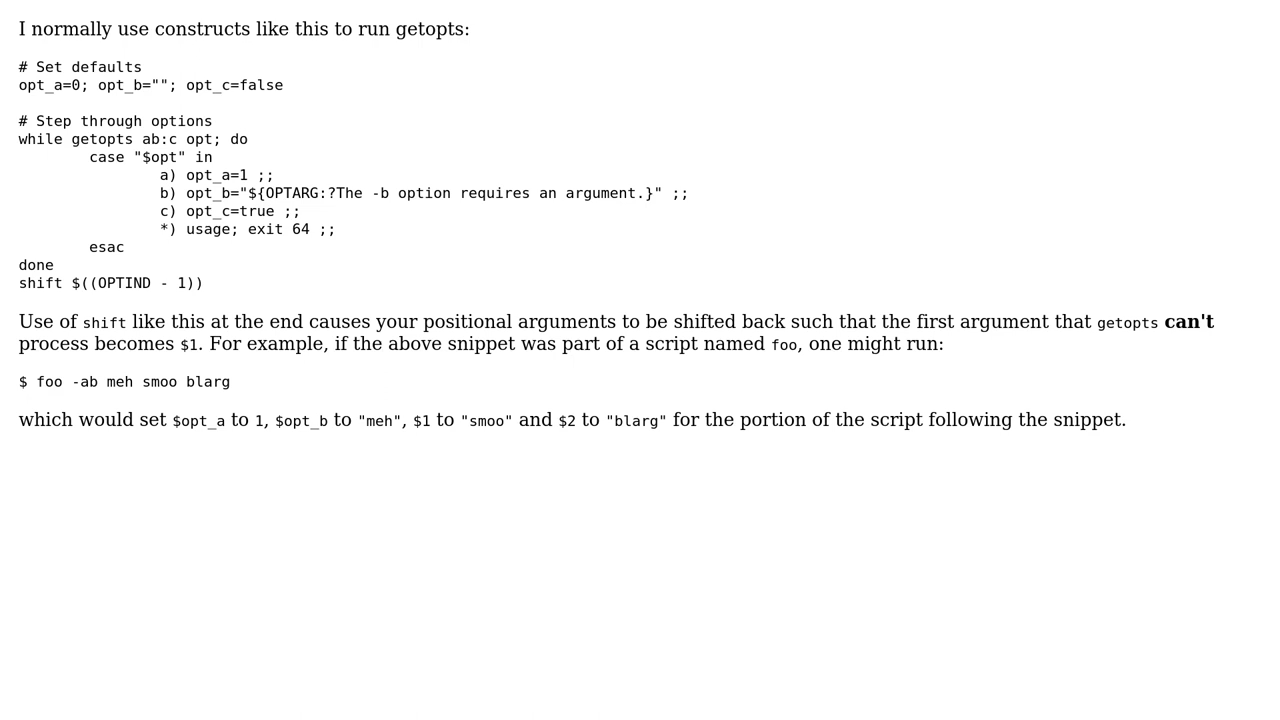 I normally use constructs like this to run getopts:
# Set defaults
opt_a=0; opt_b=""; opt_c=false
# Step through options
while getopts ab:c opt; do
        case "$opt" in
                a) opt_a=1 ;;
                b) opt_b="${OPTARG:?The -b option requires an argument.}" ;;
                c) opt_c=true ;;
                *) usage; exit 64 ;;
        esac
done
shift $((OPTIND - 1))
Use of shift like this at the end causes your positional arguments to be shifted back such that the first argument that getopts can't
process becomes $1. For example, if the above snippet was part of a script named foo, one might run:
$ foo -ab meh smoo blarg
which would set $opt_a to 1, $opt_b to "meh", $1 to "smoo" and $2 to "blarg" for the portion of the script following the snippet.